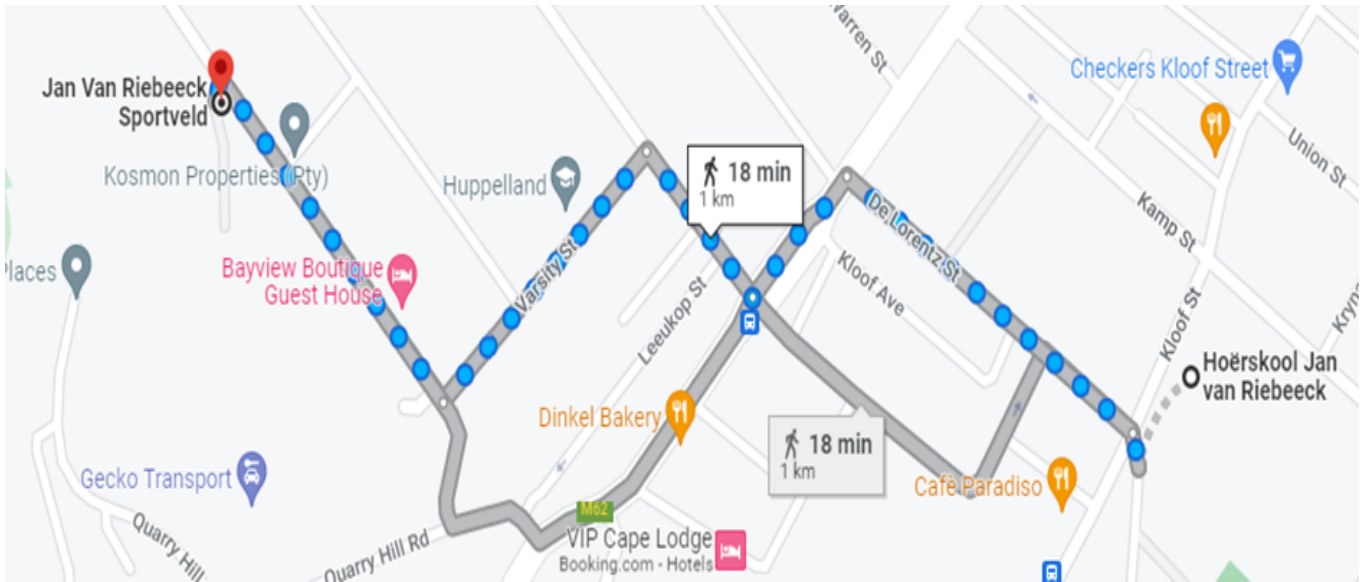 Warren St
Checkers Kloof Street
Jan Van Riebeeck
Sportveld
Union St
18 min
1 km
Kosmon Properties (Pty)
Huppelland
De Lorentz St
Kamp St
Places
Bayview Boutique
Guest House
Varsity St
Kloof Ave
Leeukop St
Kloof St
Hoërskool Jan
van Riebeeck
Dinkel Bakery
18 min
1 km
Gecko Transport
Cafè Paradiso
M62
Quarry Hill
Quarry Hill Rd
VIP Cape Lodge
Booking.com - Hotels